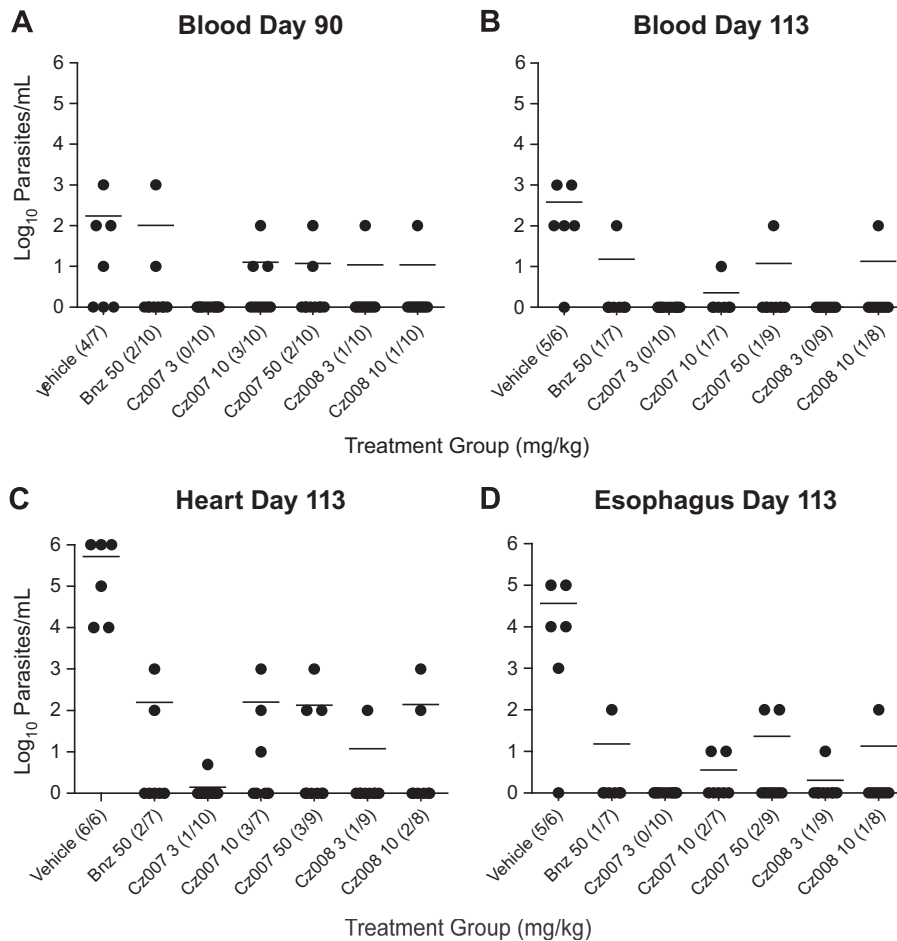 A
Blood Day 90
Log10 Parasites/mL
6
5
4
3
2
1
0
Vehicle (4/7)
Bnz 50 (2/10)
Cz007 3 (0/10)
Cz007 10 (3/10)
Cz007 50 (2/10)
Cz008 3 (1/10)
Cz008 10 (1/10)
B
Blood Day 113
6
5
4
3
2
1
0
Vehicle (5/6)
Bnz 50 (1/7)
Cz007 3 (0/10)
Cz007 10 (1/7)
Cz007 50 (1/9)
Cz008 3 (0/9)
Cz008 10 (1/8)
Treatment Group (mg/kg)
C
Heart Day 113
Log10 Parasites/mL
6
5
4
3
2
1
0
Vehicle (6/6)
Bnz 50 (2/7)
Cz007 3 (1/10)
Cz007 10 (3/7)
Cz007 50 (3/9)
Cz008 3 (1/9)
Cz008 10 (2/8)
D
Esophagus Day 113
6
5
4
3
2
1
0
Vehicle (5/6)
Bnz 50 (1/7)
Cz007 3 (0/10)
Cz007 10 (2/7)
Cz007 50 (2/9)
Cz008 3 (1/9)
Cz008 10 (1/8)
Treatment Group (mg/kg)